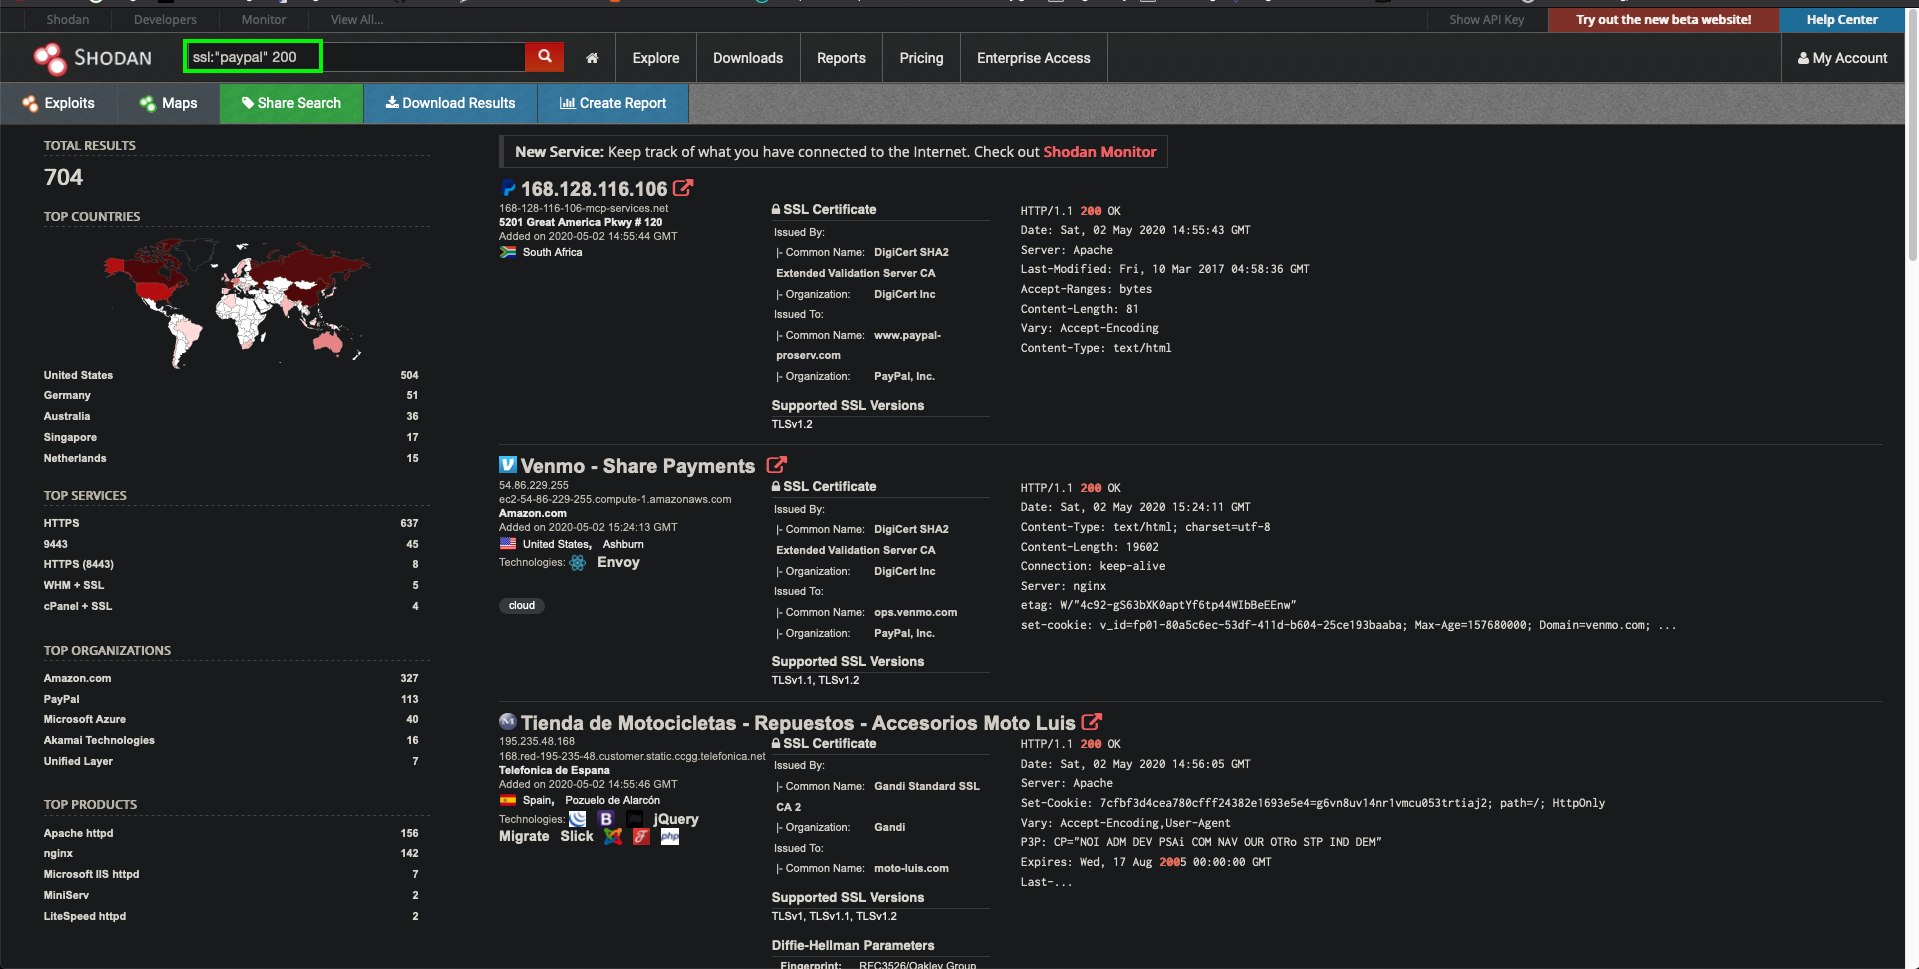 Shodan Developers Monitor View All... Show API Key Try out the new beta website! Help Center
SHODAN ssl:"paypal" 200 Explore Downloads Reports Pricing Enterprise Access My Account
Exploits Maps Share Search Download Results Create Report
TOTAL RESULTS
704
TOP COUNTRIES
United States 504
Germany 51
Australia 36
Singapore 17
Netherlands 15
TOP SERVICES
HTTPS 637
9443 45
HTTPS (8443) 8
WHM + SSL 5
cPanel + SSL 4
TOP ORGANIZATIONS
Amazon.com 327
PayPal 113
Microsoft Azure 40
Akamai Technologies 16
Unified Layer 7
TOP PRODUCTS
Apache httpd 156
nginx 142
Microsoft IIS httpd 7
MiniServ 2
LiteSpeed httpd 2
New Service: Keep track of what you have connected to the Internet. Check out Shodan Monitor
168.128.116.106
168-128-116-106-mcp-services.net
5201 Great America Pkwy # 120
Added on 2020-05-02 14:55:44 GMT
South Africa
SSL Certificate
Issued By:
|- Common Name: DigiCert SHA2
Extended Validation Server CA
|- Organization: DigiCert Inc
Issued To:
|- Common Name: www.paypal-
proserv.com
|- Organization: PayPal, Inc.
Supported SSL Versions
TLSv1.2
HTTP/1.1 200 OK
Date: Sat, 02 May 2020 14:55:43 GMT
Server: Apache
Last-Modified: Fri, 10 Mar 2017 04:58:36 GMT
Accept-Ranges: bytes
Content-Length: 81
Vary: Accept-Encoding
Content-Type: text/html
Venmo - Share Payments
54.86.229.255
ec2-54-86-229-255.compute-1.amazonaws.com
Amazon.com
Added on 2020-05-02 15:24:13 GMT
United States, Ashburn
Technologies: Envoy
cloud
SSL Certificate
Issued By:
|- Common Name: DigiCert SHA2
Extended Validation Server CA
|- Organization: DigiCert Inc
Issued To:
|- Common Name: ops.venmo.com
|- Organization: PayPal, Inc.
Supported SSL Versions
TLSv1.1, TLSv1.2
HTTP/1.1 200 OK
Date: Sat, 02 May 2020 15:24:11 GMT
Content-Type: text/html; charset=utf-8
Content-Length: 19602
Connection: keep-alive
Server: nginx
etag: W/"4c92-gS63bXK0aptYf6tp44WIbBeEEnw"
set-cookie: v_id=fp01-80a5c6ec-53df-411d-b604-25ce193baaba; Max-Age=157680000; Domain=venmo.com; ...
Tienda de Motocicletas - Repuestos - Accesorios Moto Luis
195.235.48.168
168.red-195-235-48.customer.static.ccgg.telefonica.net
Telefonica de Espana
Added on 2020-05-02 14:55:46 GMT
Spain, Pozuelo de Alarcón
Technologies: B jQuery
Migrate Slick php
SSL Certificate
Issued By:
|- Common Name: Gandi Standard SSL
CA 2
|- Organization: Gandi
Issued To:
|- Common Name: moto-luis.com
Supported SSL Versions
TLSv1, TLSv1.1, TLSv1.2
Diffie-Hellman Parameters
Fingerprint: RFC3526/Oakley Group
HTTP/1.1 200 OK
Date: Sat, 02 May 2020 14:56:05 GMT
Server: Apache
Set-Cookie: 7cfbf3d4cea780cfff24382e1693e5e4=g6vn8uv14nr1vmcu053trtiaj2; path=/; HttpOnly
Vary: Accept-Encoding,User-Agent
P3P: CP="NOI ADM DEV PSAi COM NAV OUR OTRo STP IND DEM"
Expires: Wed, 17 Aug 2005 00:00:00 GMT
Last-...